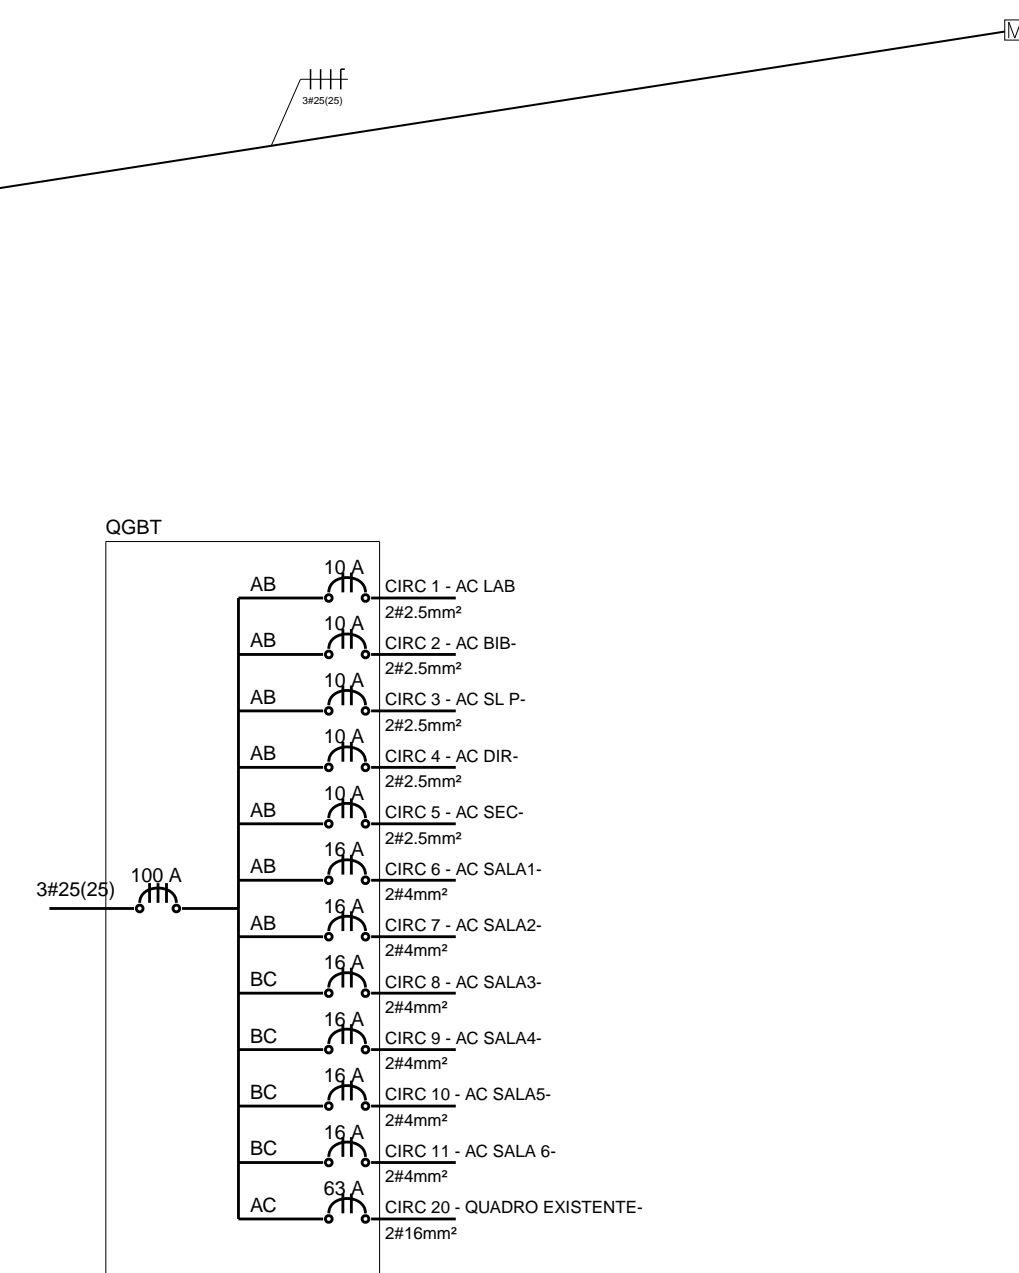 M
3#25(25)
QGBT
10 A
AB
CIRC 1 - AC LAB
2#2.5mm²
10 A
AB
CIRC 2 - AC BIB-
2#2.5mm²
10 A
AB
CIRC 3 - AC SL P-
2#2.5mm²
10 A
AB
CIRC 4 - AC DIR-
2#2.5mm²
10 A
AB
CIRC 5 - AC SEC-
2#2.5mm²
16 A
AB
CIRC 6 - AC SALA1-
2#4mm²
3#25(25)
100 A
16 A
AB
CIRC 7 - AC SALA2-
2#4mm²
16 A
BC
CIRC 8 - AC SALA3-
2#4mm²
16 A
BC
CIRC 9 - AC SALA4-
2#4mm²
16 A
BC
CIRC 10 - AC SALA5-
2#4mm²
16 A
BC
CIRC 11 - AC SALA 6-
2#4mm²
63 A
AC
CIRC 20 - QUADRO EXISTENTE-
2#16mm²